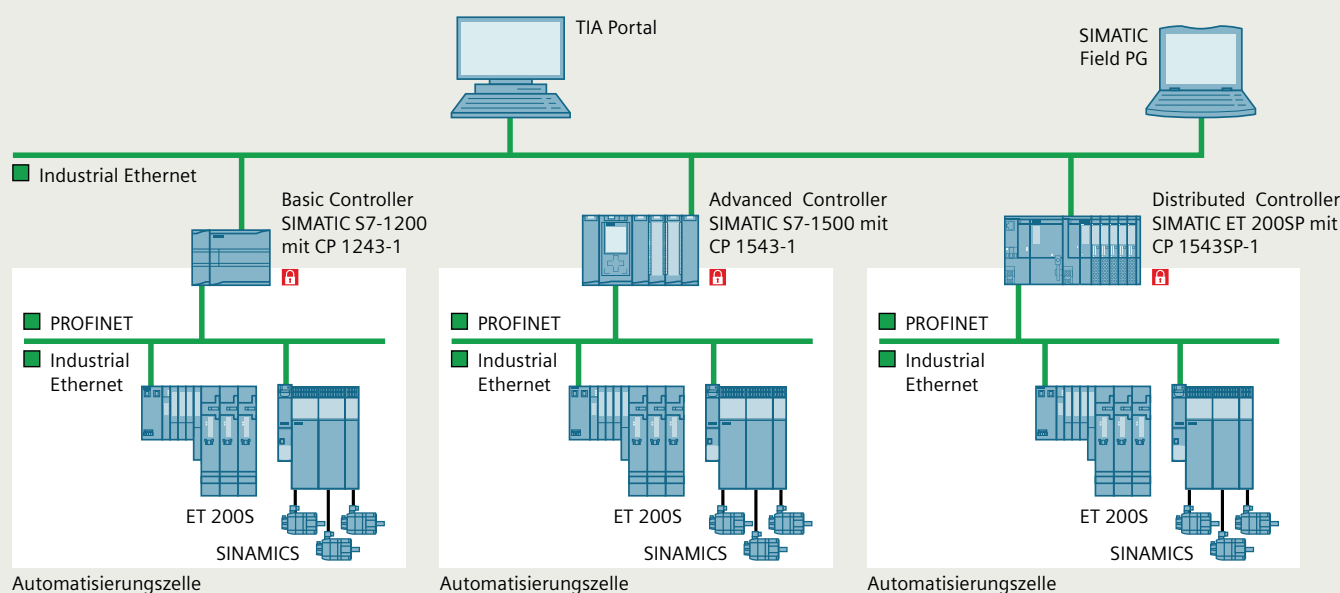 TIA Portal
SIMATIC
Field PG
Industrial Ethernet
Basic Controller
SIMATIC S7-1200
mit CP 1243-1
Advanced Controller
SIMATIC S7-1500 mit
CP 1543-1
Distributed Controller
SIMATIC ET 200SP mit
CP 1543SP-1
PROFINET
Industrial
Ethernet
ET 200S
SINAMICS
Automatisierungszelle
PROFINET
Industrial
Ethernet
ET 200S
SINAMICS
Automatisierungszelle
PROFINET
Industrial
Ethernet
ET 200S
SINAMICS
Automatisierungszelle